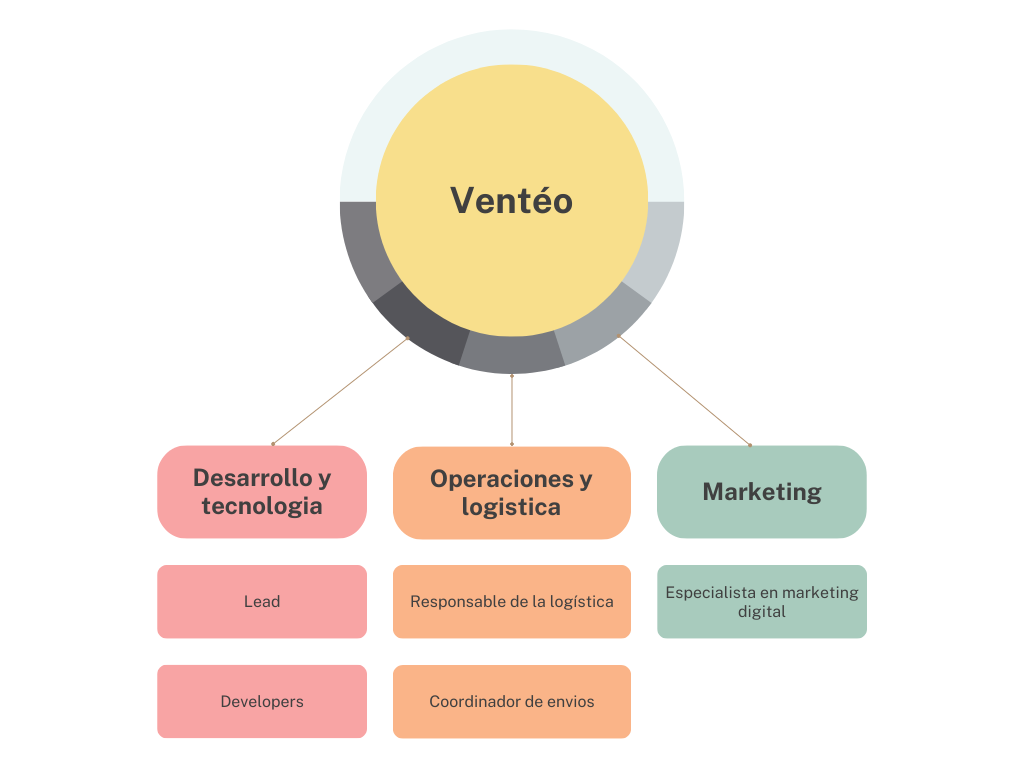 Ventéo
Desarrollo y
tecnologia
Operaciones y
logistica
Marketing
Lead
Responsable de la logística
Especialista en marketing
digital
Developers
Coordinador de envios